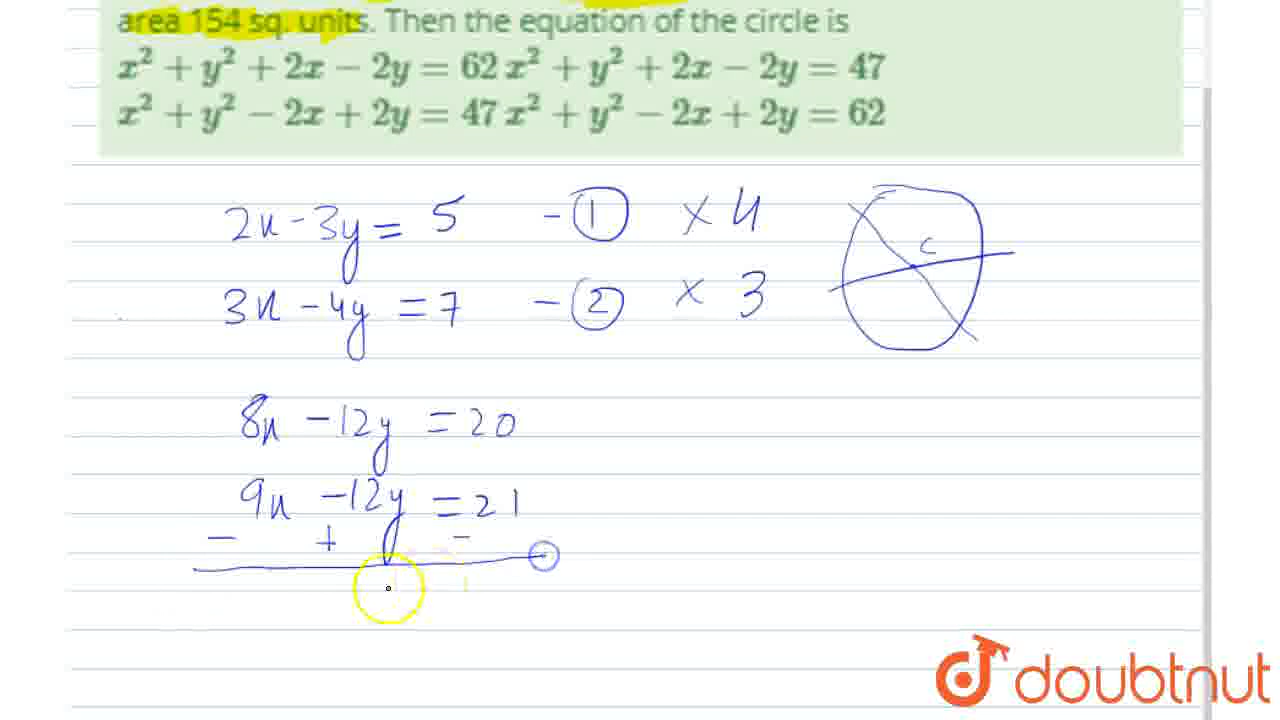 area 154 sq. units. Then the equation of the circle is
x² + y² + 2x − 2y = 62 x² + y² + 2x − 2y = 47
x² + y² − 2x + 2y = 47 x² + y² − 2x + 2y = 62
2x - 3y = 5 - ① × 4
3x - 4y = 7 - ② × 3
C
8x - 12y = 20
9x - 12y = 21
- + -
doubtnut